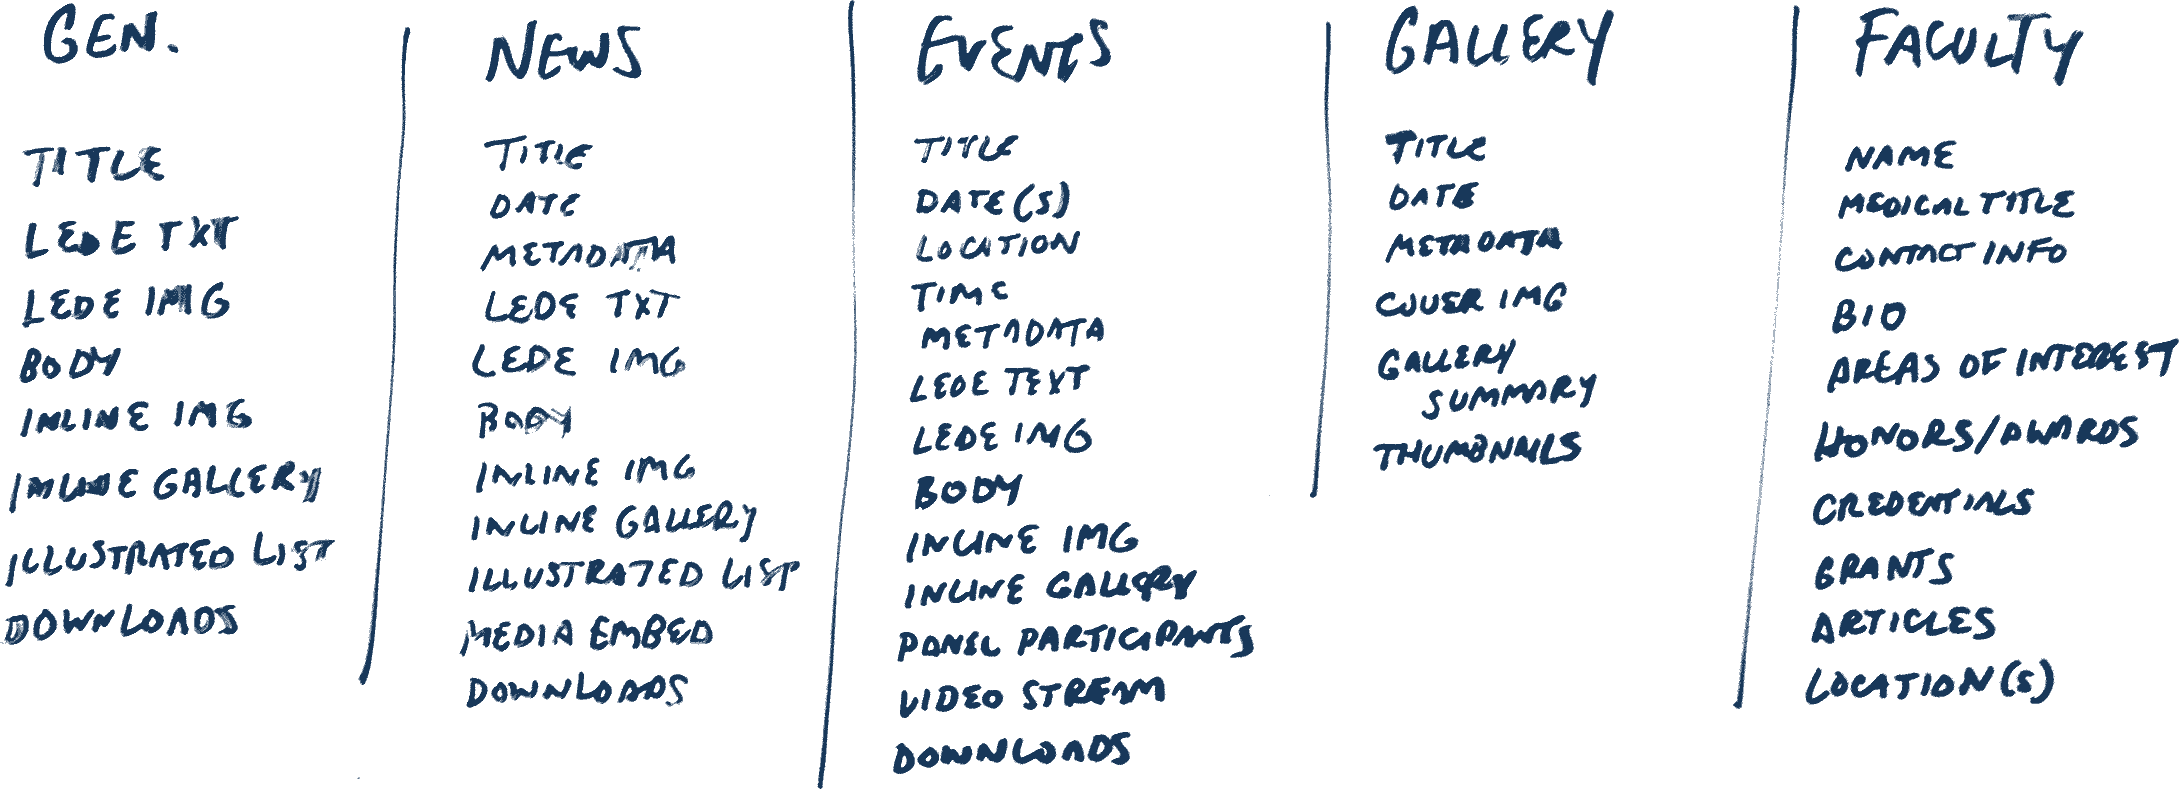 GEN.
TITLE
LEDE TXT
LEDE IMG
BODY
INLINE IMG
INLINE GALLERY
ILLUSTRATED LIST
DOWNLOADS
NEWS
TITLE
DATE
METADATA
LEDE TXT
LEDE IMG
BODY
INLINE IMG
INLINE GALLERY
ILLUSTRATED LIST
MEDIA EMBED
DOWNLOADS
EVENTS
TITLE
DATE(S)
LOCATION
TIME
METADATA
LEDE TEXT
LEDE IMG
BODY
INLINE IMG
INLINE GALLERY
PANEL PARTICIPANTS
VIDEO STREAM
DOWNLOADS
GALLERY
TITLE
DATE
METADATA
COVER IMG
GALLERY
SUMMARY
THUMBNAILS
FACULTY
NAME
MEDICAL TITLE
CONTACT INFO
BIO
AREAS OF INTEREST
HONORS/AWARDS
CREDENTIALS
GRANTS
ARTICLES
LOCATION(S)